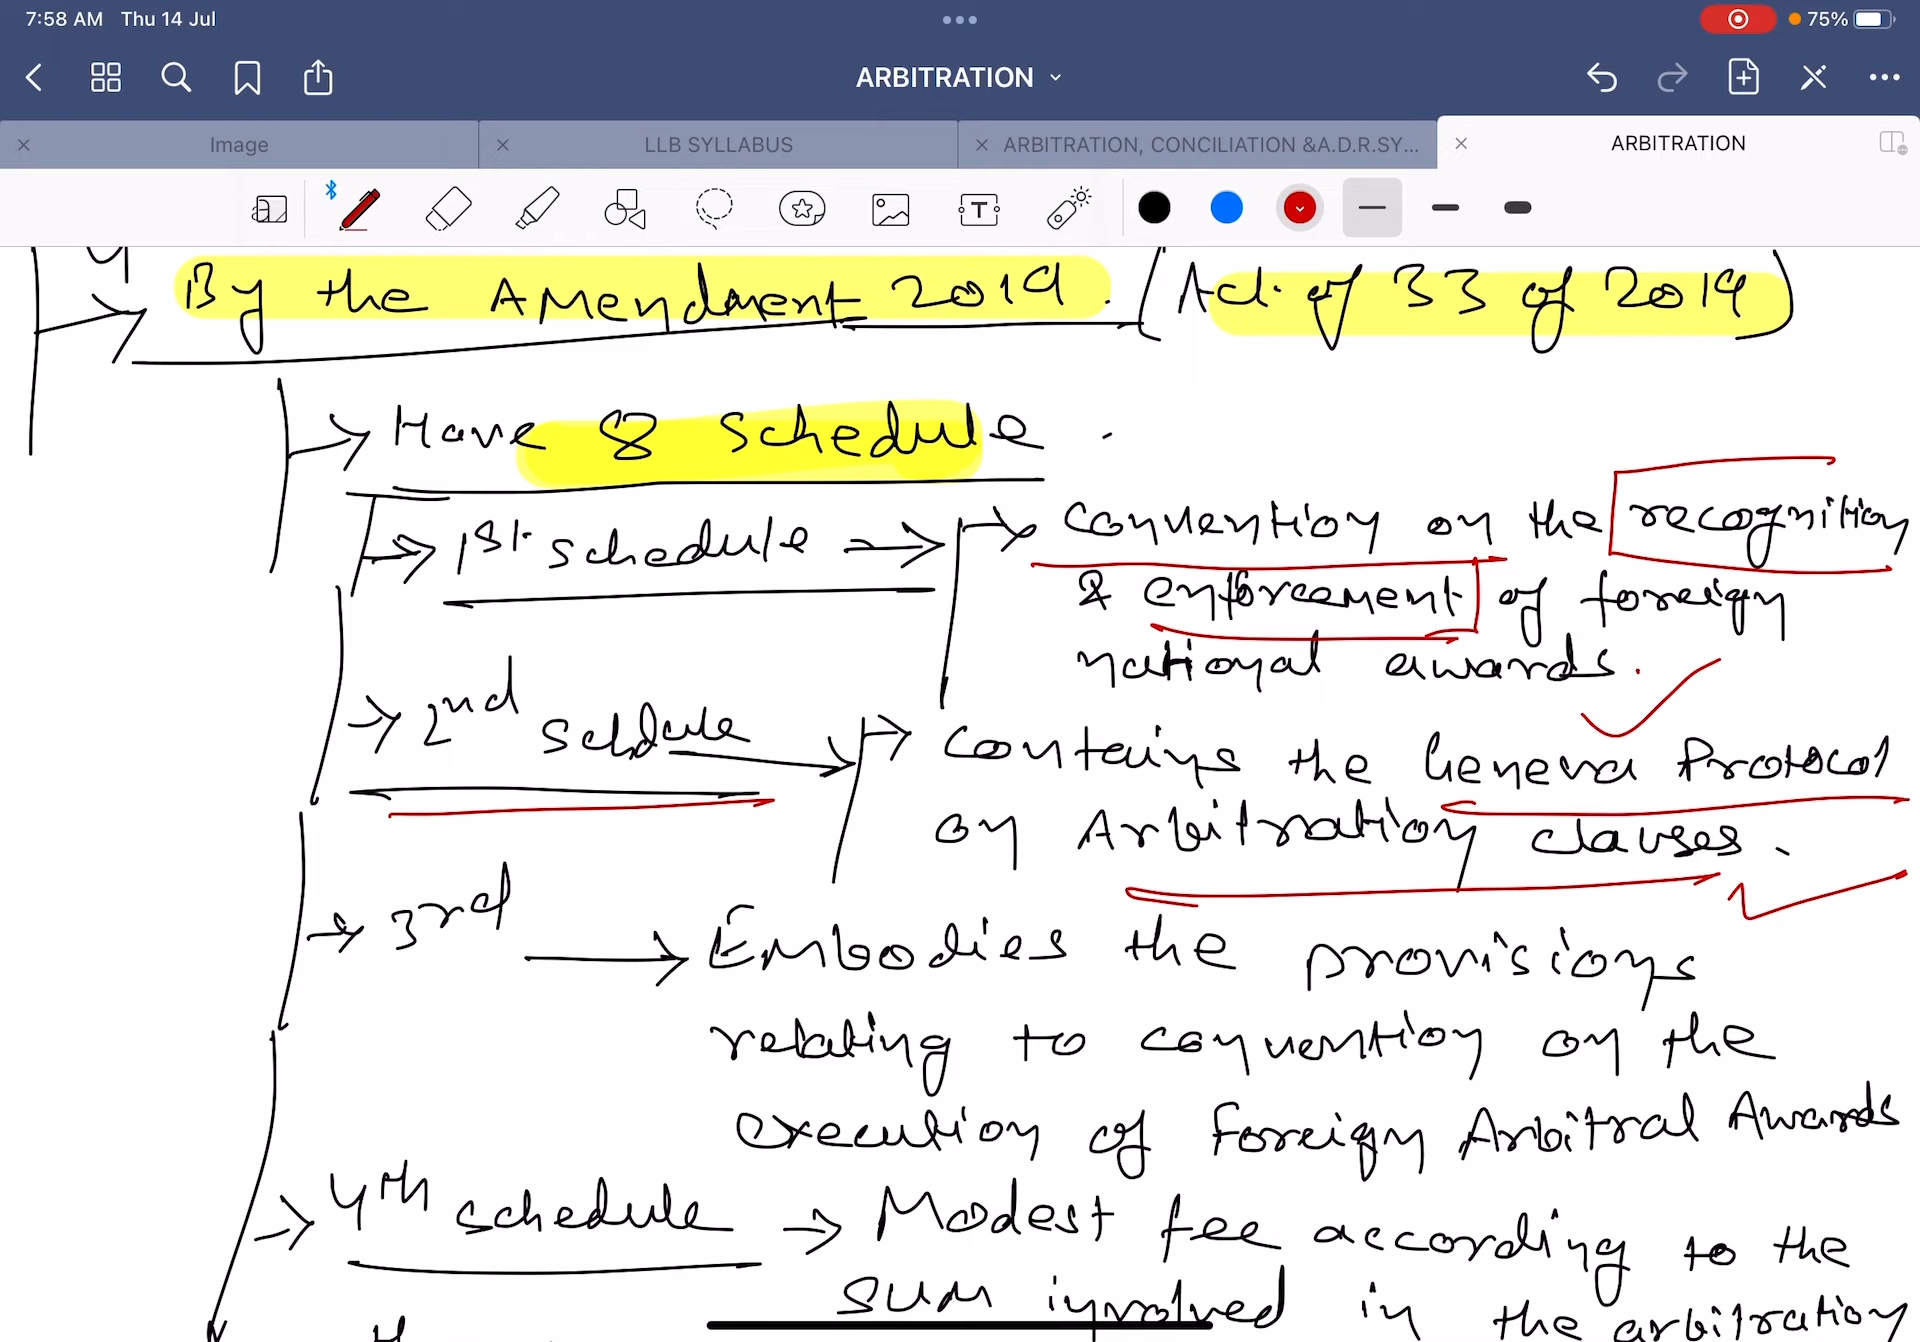 7:58 AM Thu 14 Jul
75%
ARBITRATION
Image
LLB SYLLABUS
ARBITRATION, CONCILIATION &A.D.R.SY...
ARBITRATION
By the Amendment 2019. (Act of 33 of 2019)
Have 8 Schedule
1st schedule
convention on the recognition
& enforcement of foreign
national awards.
2nd
contains the Geneva Protocol
on Arbitration clauses.
3rd
Embodies the provisions
relating to convention on the
execution of Foreign Arbitral Awards
4th schedule → Modest fee according to the
sum involved in the arbitration